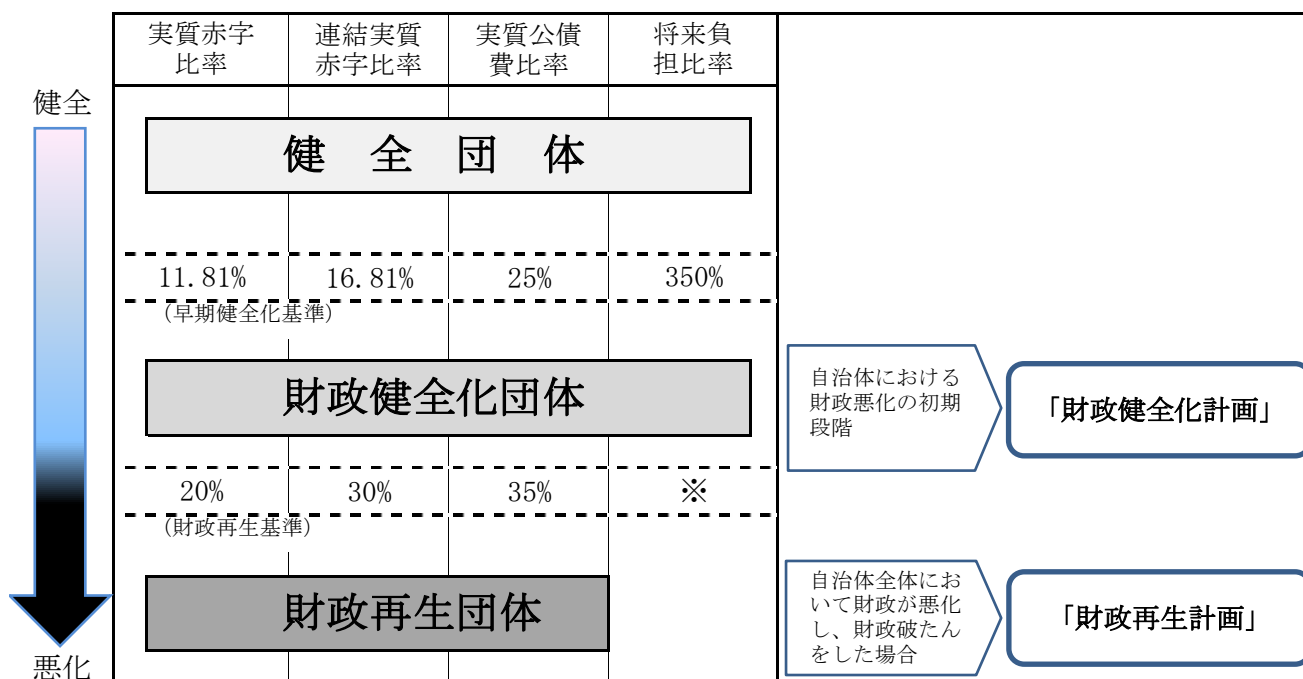 実質赤字
比率
連結実質
赤字比率
実質公債
費比率
将来負
担比率
健全
健　全　団　体
11.81%
16.81%
25%
350%
(早期健全化基準)
財政健全化団体
自治体における
財政悪化の初期
段階
「財政健全化計画」
20%
30%
35%
※
(財政再生基準)
財政再生団体
自治体全体にお
いて財政が悪化
し、財政破たん
をした場合
「財政再生計画」
悪化